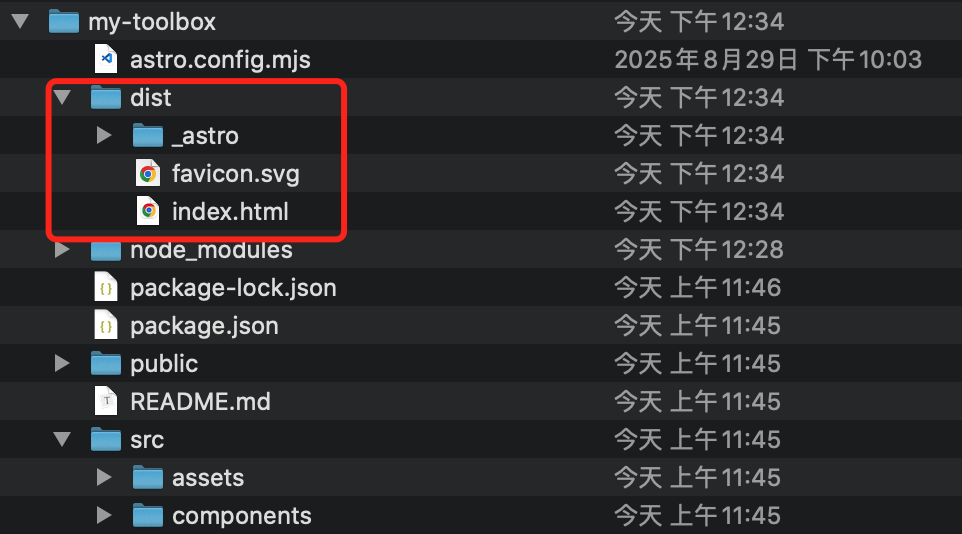 my-toolbox 今天 下午12:34
astro.config.mjs 2025年8月29日 下午10:03
dist 今天 下午12:34
_astro 今天 下午12:34
favicon.svg 今天 下午12:34
index.html 今天 下午12:34
node_modules 今天 下午12:28
package-lock.json 今天 上午11:46
package.json 今天 上午11:45
public 今天 上午11:45
README.md 今天 上午11:45
src 今天 上午11:45
assets 今天 上午11:45
components 今天 上午11:45